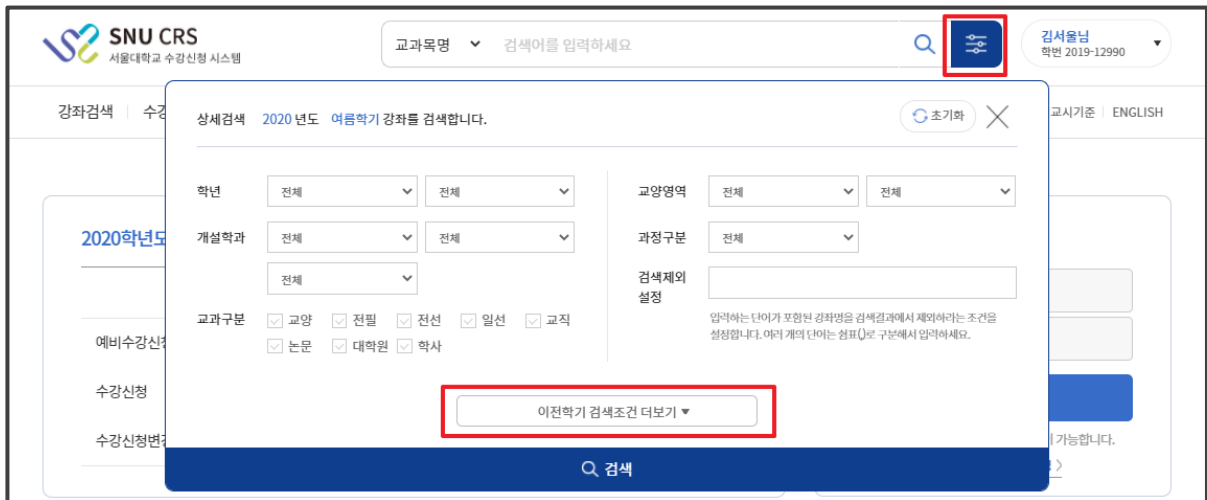 SNU CRS
서울대학교 수강신청 시스템
교과목명 검색어를 입력하세요
김서울님
학번 2019-12990
강좌검색 수강
교시기준 ENGLISH
상세검색 2020 년도 여름학기 강좌를 검색합니다.
초기화
학년 전체 전체
교양영역 전체 전체
개설학과 전체 전체
전체
과정구분 전체
검색제외
설정
입력하는 단어가 포함된 강좌명을 검색결과에서 제외하라는 조건을
설정합니다. 여러 개의 단어는 쉼표(,)로 구분해서 입력하세요.
교과구분 교양 전필 전선 일선 교직
논문 대학원 학사
이전학기 검색조건 더보기 ▼
검색
2020학년도
예비수강신청
수강신청
수강신청변경
가능합니다.